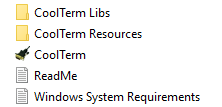 CoolTerm Libs
CoolTerm Resources
CoolTerm
ReadMe
Windows System Requirements